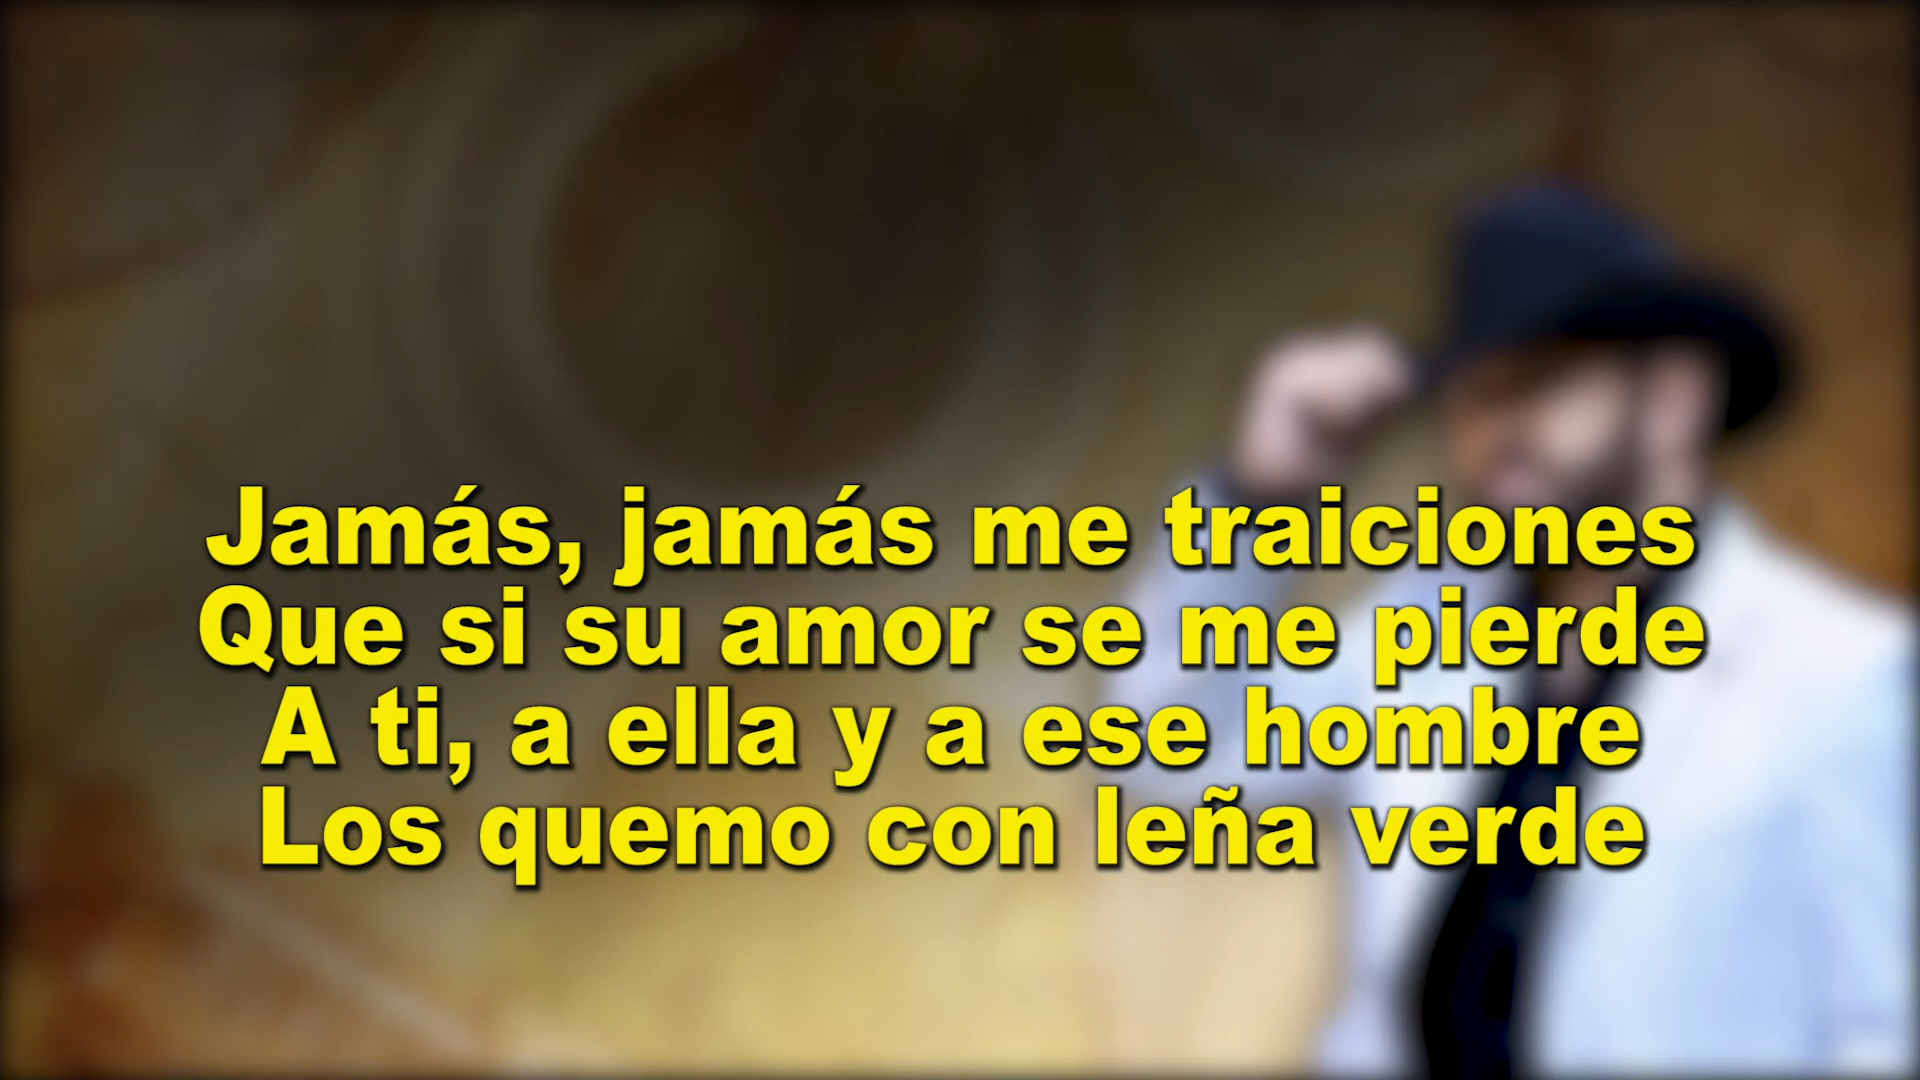 Jamás, jamás me traiciones
Que si su amor se me pierde
A ti, a ella y a ese hombre
Los quemo con leña verde